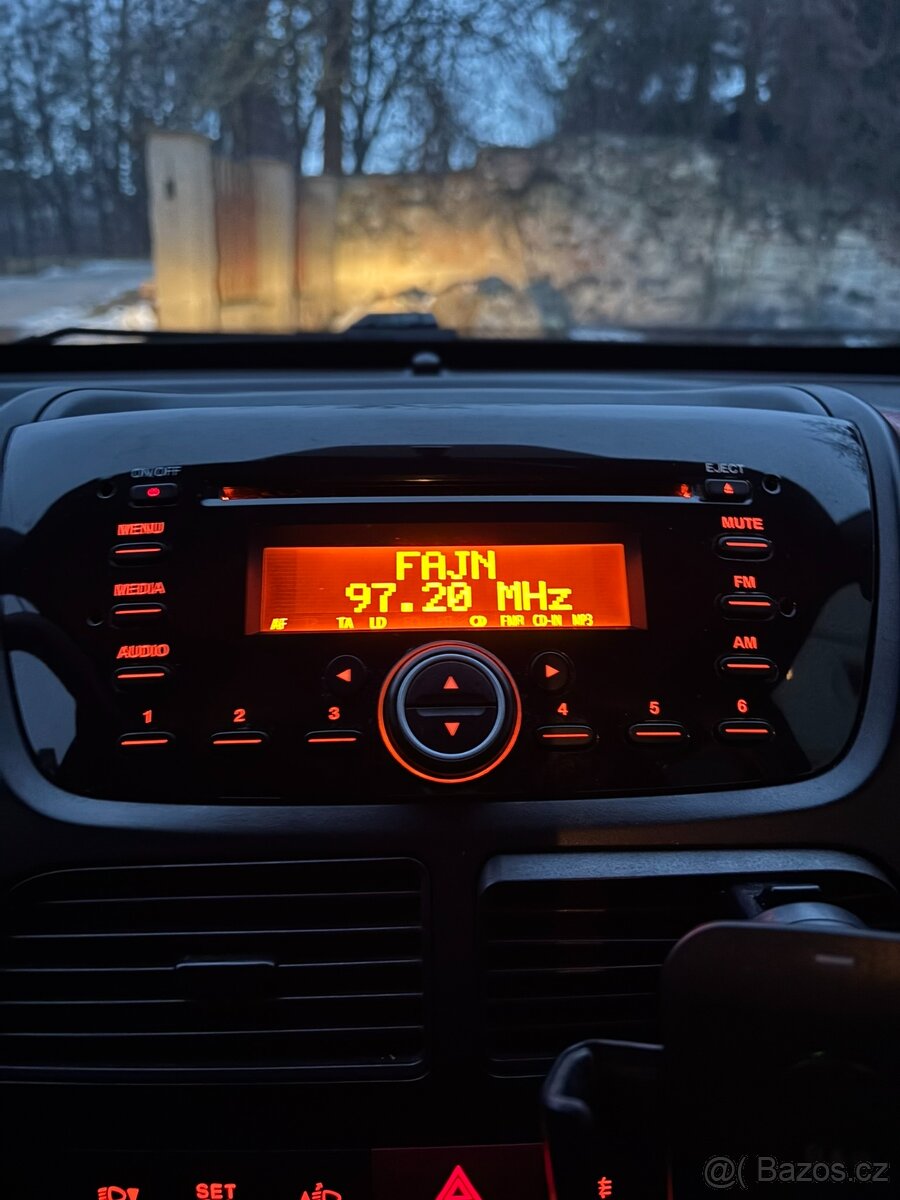 ON/OFF
EJECT
MENU
MUTE
MEDIA
FM
AUDIO
AM
FAJN
97.20 MHz
AF TA LD CD FMR CD-IN MP3
1 2 3 4 5 6
SET
@( Bazos.cz